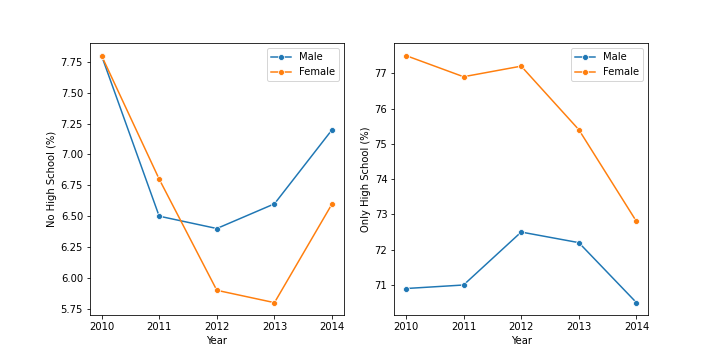 No High School (%)
7.75
7.50
7.25
7.00
6.75
6.50
6.25
6.00
5.75
Male
Female
2010 2011 2012 2013 2014
Year
Only High School (%)
77
76
75
74
73
72
71
Male
Female
2010 2011 2012 2013 2014
Year